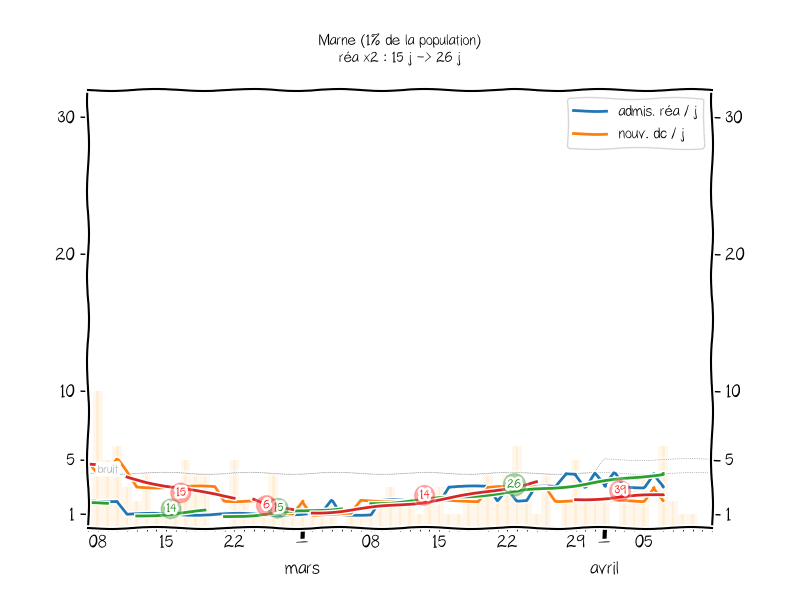 Marne (1% de la population)
réa x2 : 15 j -> 26 j
admis. réa / j
nouv. dc / j
30
30
20
20
10
10
5
5
1
1
bruit
15
14
6
15
14
26
39
08 15 22 08 15 22 29 05
mars avril